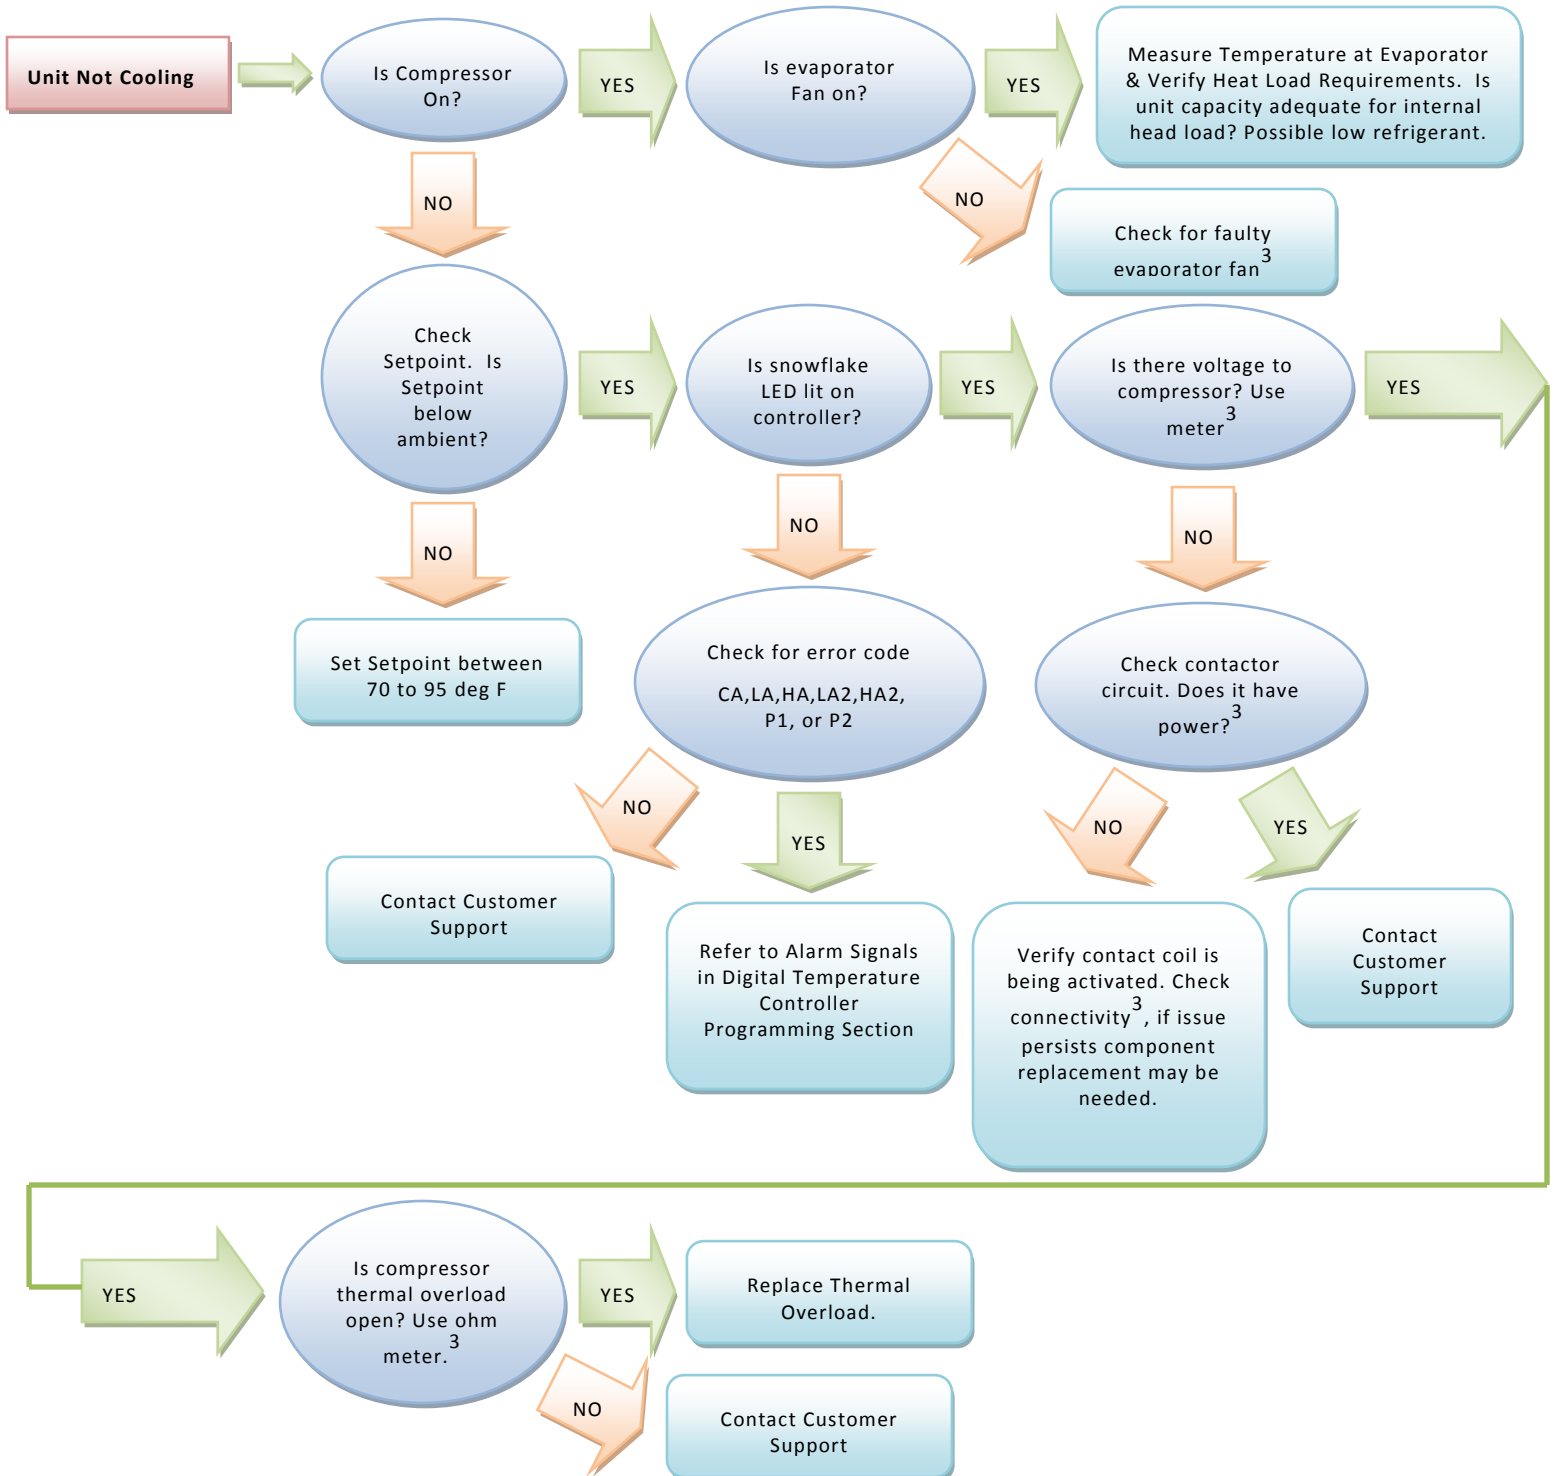 Unit Not Cooling
Is Compressor
On?
YES
Is evaporator
Fan on?
YES
Measure Temperature at Evaporator
& Verify Heat Load Requirements.  Is
unit capacity adequate for internal
head load? Possible low refrigerant.
NO
NO
Check for faulty
evaporator fan3
Check
Setpoint.  Is
Setpoint
below
ambient?
YES
Is snowflake
LED lit on
controller?
YES
Is there voltage to
compressor? Use
meter3
YES
NO
NO
NO
Set Setpoint between
70 to 95 deg F
Check for error code
CA,LA,HA,LA2,HA2,
P1, or P2
Check contactor
circuit. Does it have
power?3
NO
YES
NO
YES
Contact Customer
Support
Refer to Alarm Signals
in Digital Temperature
Controller
Programming Section
Verify contact coil is
being activated. Check
connectivity3, if issue
persists component
replacement may be
needed.
Contact
Customer
Support
YES
Is compressor
thermal overload
open? Use ohm
meter.3
YES
Replace Thermal
Overload.
NO
Contact Customer
Support